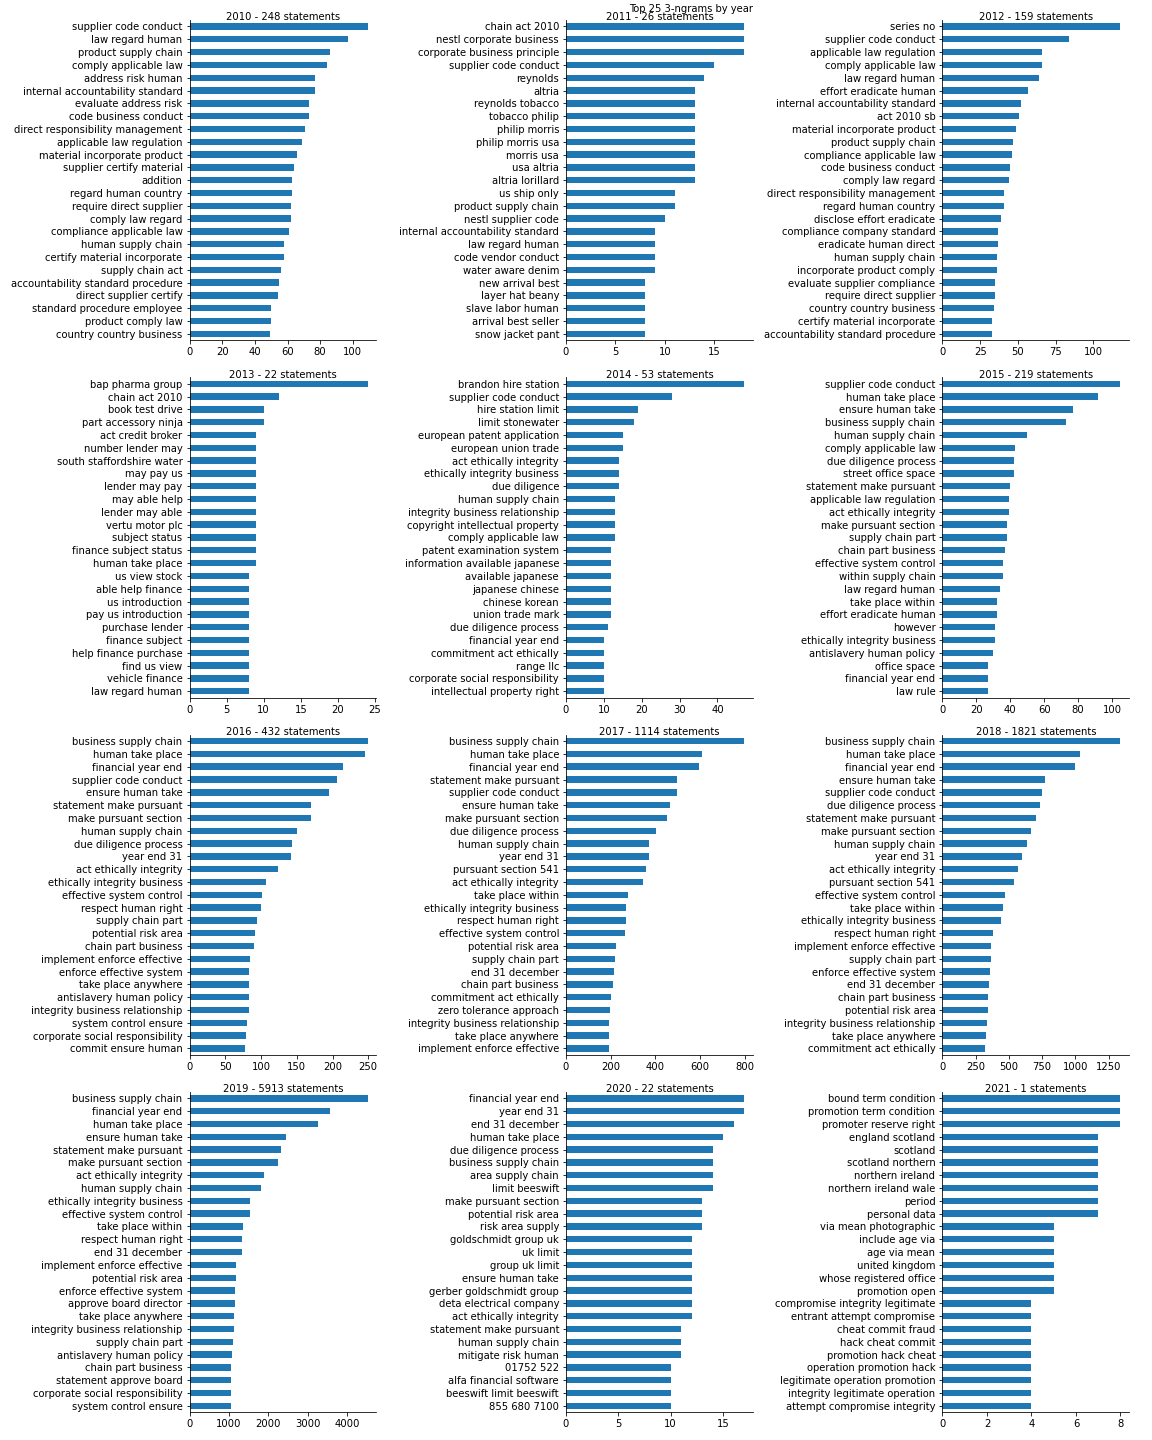 Top 25 3-ngrams by year
2010 - 248 statements
supplier code conduct
law regard human
product supply chain
comply applicable law
address risk human
internal accountability standard
evaluate address risk
code business conduct
direct responsibility management
applicable law regulation
material incorporate product
supplier certify material
addition
regard human country
require direct supplier
comply law regard
compliance applicable law
human supply chain
certify material incorporate
supply chain act
accountability standard procedure
direct supplier certify
standard procedure employee
product comply law
country country business
0 20 40 60 80 100
2011 - 26 statements
chain act 2010
nestl corporate business
corporate business principle
supplier code conduct
reynolds
altria
reynolds tobacco
tobacco philip
philip morris
philip morris usa
morris usa
usa altria
altria lorillard
us ship only
product supply chain
nestl supplier code
internal accountability standard
law regard human
code vendor conduct
water aware denim
new arrival best
layer hat beany
slave labor human
arrival best seller
snow jacket pant
0 5 10 15
2012 - 159 statements
series no
supplier code conduct
applicable law regulation
comply applicable law
law regard human
effort eradicate human
internal accountability standard
act 2010 sb
material incorporate product
product supply chain
compliance applicable law
code business conduct
comply law regard
direct responsibility management
regard human country
disclose effort eradicate
compliance company standard
eradicate human direct
human supply chain
incorporate product comply
evaluate supplier compliance
require direct supplier
country country business
certify material incorporate
accountability standard procedure
0 25 50 75 100
2013 - 22 statements
bap pharma group
chain act 2010
book test drive
part accessory ninja
act credit broker
number lender may
south staffordshire water
may pay us
lender may pay
may able help
lender may able
vertu motor plc
subject status
finance subject status
human take place
us view stock
able help finance
us introduction
pay us introduction
purchase lender
finance subject
help finance purchase
find us view
vehicle finance
law regard human
0 5 10 15 20 25
2014 - 53 statements
brandon hire station
supplier code conduct
hire station limit
limit stonewater
european patent application
european union trade
act ethically integrity
ethically integrity business
due diligence
human supply chain
integrity business relationship
copyright intellectual property
comply applicable law
patent examination system
information available japanese
available japanese
japanese chinese
chinese korean
union trade mark
due diligence process
financial year end
commitment act ethically
range llc
corporate social responsibility
intellectual property right
0 10 20 30 40
2015 - 219 statements
supplier code conduct
human take place
ensure human take
business supply chain
human supply chain
comply applicable law
due diligence process
street office space
statement make pursuant
applicable law regulation
act ethically integrity
make pursuant section
supply chain part
chain part business
effective system control
within supply chain
law regard human
take place within
effort eradicate human
however
ethically integrity business
antislavery human policy
office space
financial year end
law rule
0 20 40 60 80 100
2016 - 432 statements
business supply chain
human take place
financial year end
supplier code conduct
ensure human take
statement make pursuant
make pursuant section
human supply chain
due diligence process
year end 31
act ethically integrity
ethically integrity business
effective system control
respect human right
supply chain part
potential risk area
chain part business
implement enforce effective
enforce effective system
take place anywhere
antislavery human policy
integrity business relationship
system control ensure
corporate social responsibility
commit ensure human
0 50 100 150 200 250
2017 - 1114 statements
business supply chain
human take place
financial year end
statement make pursuant
supplier code conduct
ensure human take
make pursuant section
due diligence process
human supply chain
year end 31
pursuant section 541
act ethically integrity
take place within
ethically integrity business
respect human right
effective system control
potential risk area
supply chain part
end 31 december
chain part business
commitment act ethically
zero tolerance approach
integrity business relationship
take place anywhere
implement enforce effective
0 200 400 600 800
2018 - 1821 statements
business supply chain
human take place
financial year end
ensure human take
supplier code conduct
due diligence process
statement make pursuant
make pursuant section
human supply chain
year end 31
act ethically integrity
pursuant section 541
effective system control
take place within
ethically integrity business
respect human right
implement enforce effective
supply chain part
enforce effective system
end 31 december
chain part business
potential risk area
integrity business relationship
take place anywhere
commitment act ethically
0 250 500 750 1000 1250
2019 - 5913 statements
business supply chain
financial year end
human take place
ensure human take
statement make pursuant
make pursuant section
act ethically integrity
human supply chain
ethically integrity business
effective system control
take place within
respect human right
end 31 december
implement enforce effective
potential risk area
enforce effective system
approve board director
take place anywhere
integrity business relationship
supply chain part
antislavery human policy
chain part business
statement approve board
corporate social responsibility
system control ensure
0 1000 2000 3000 4000
2020 - 22 statements
financial year end
year end 31
end 31 december
human take place
due diligence process
business supply chain
area supply chain
limit beeswift
make pursuant section
potential risk area
risk area supply
goldschmidt group uk
uk limit
group uk limit
ensure human take
gerber goldschmidt group
deta electrical company
act ethically integrity
statement make pursuant
human supply chain
mitigate risk human
01752 522
alfa financial software
beeswift limit beeswift
855 680 7100
0 5 10 15
2021 - 1 statements
bound term condition
promotion term condition
promoter reserve right
england scotland
scotland
scotland northern
northern ireland
northern ireland wale
period
personal data
via mean photographic
include age via
age via mean
united kingdom
whose registered office
promotion open
compromise integrity legitimate
entrant attempt compromise
cheat commit fraud
hack cheat commit
promotion hack cheat
operation promotion hack
legitimate operation promotion
integrity legitimate operation
attempt compromise integrity
0 2 4 6 8